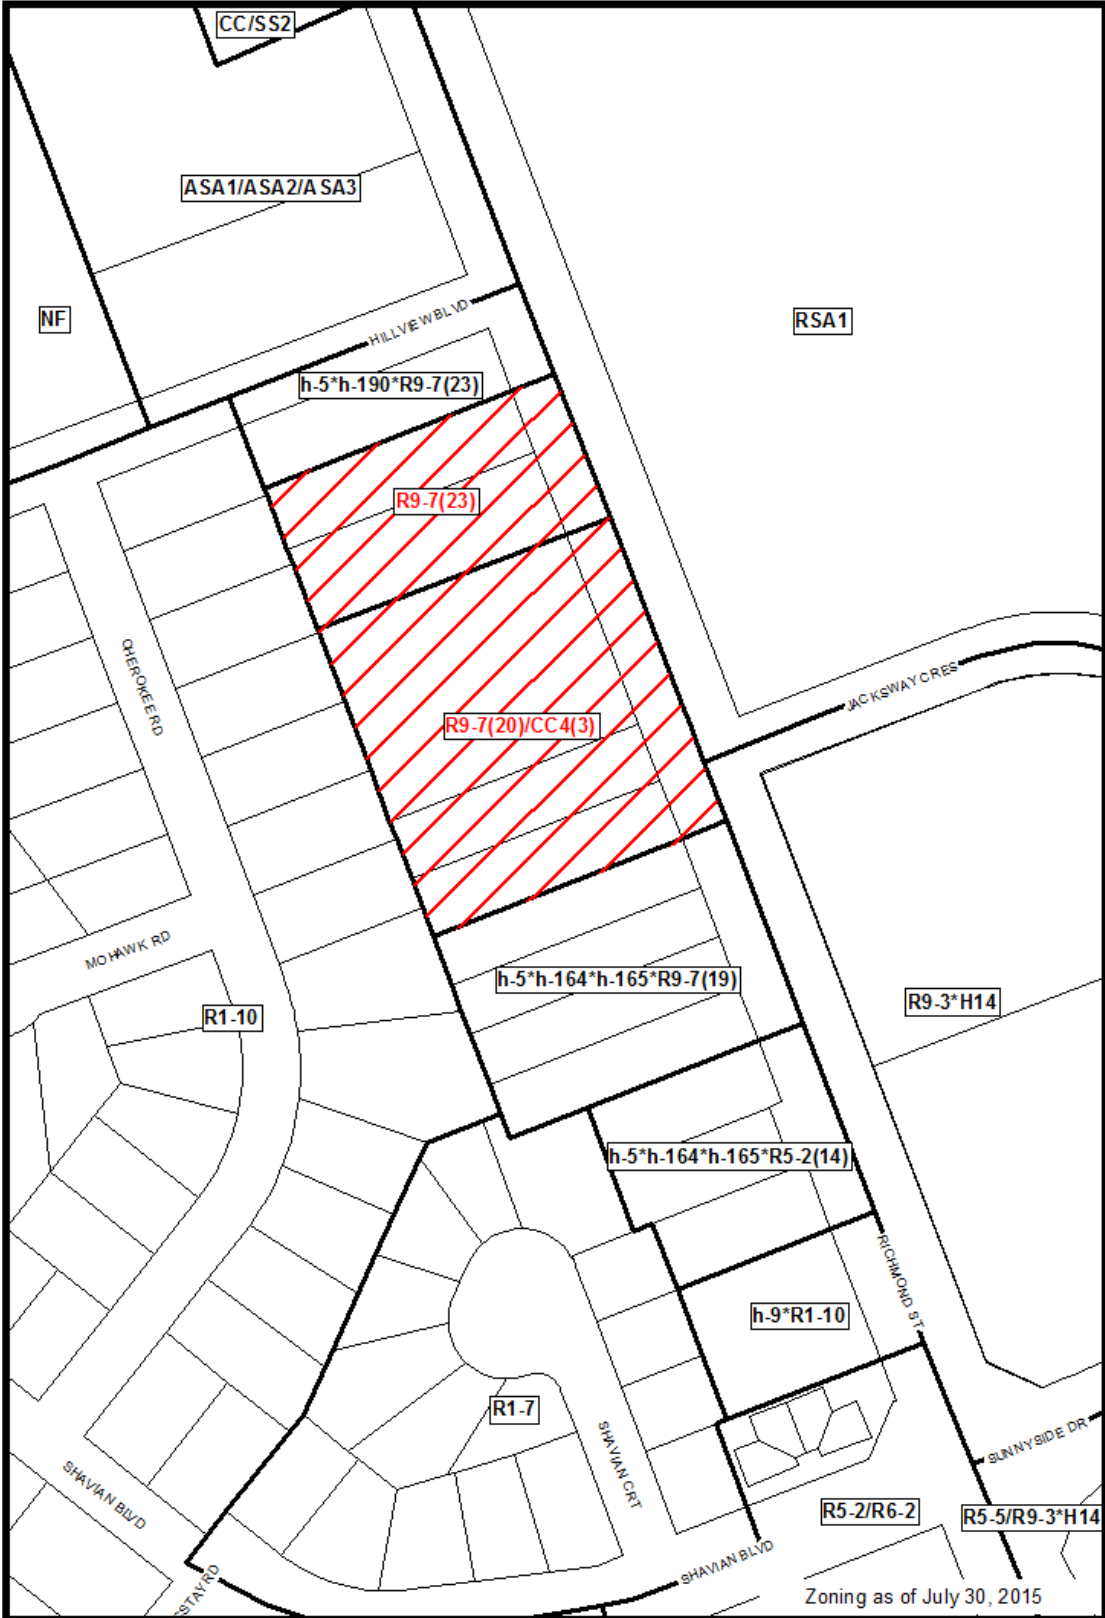 CC/SS2
ASA1/ASA2/ASA3
NF
RSA1
HILLVIEW BLVD
h-5*h-190*R9-7(23)
R9-7(23)
CHEROKEE RD
JACKSWAY CRES
R9-7(20)/CC4(3)
MOHAWK RD
h-5*h-164*h-165*R9-7(19)
R9-3*H14
R1-10
h-5*h-164*h-165*R5-2(14)
RICHMOND ST
h-9*R1-10
R1-7
SHAVIAN CRT
SUNNYSIDE DR
SHAVIAN BLVD
R5-2/R6-2
R5-5/R9-3*H14
SHAVIAN BLVD
STAY RD
Zoning as of July 30, 2015